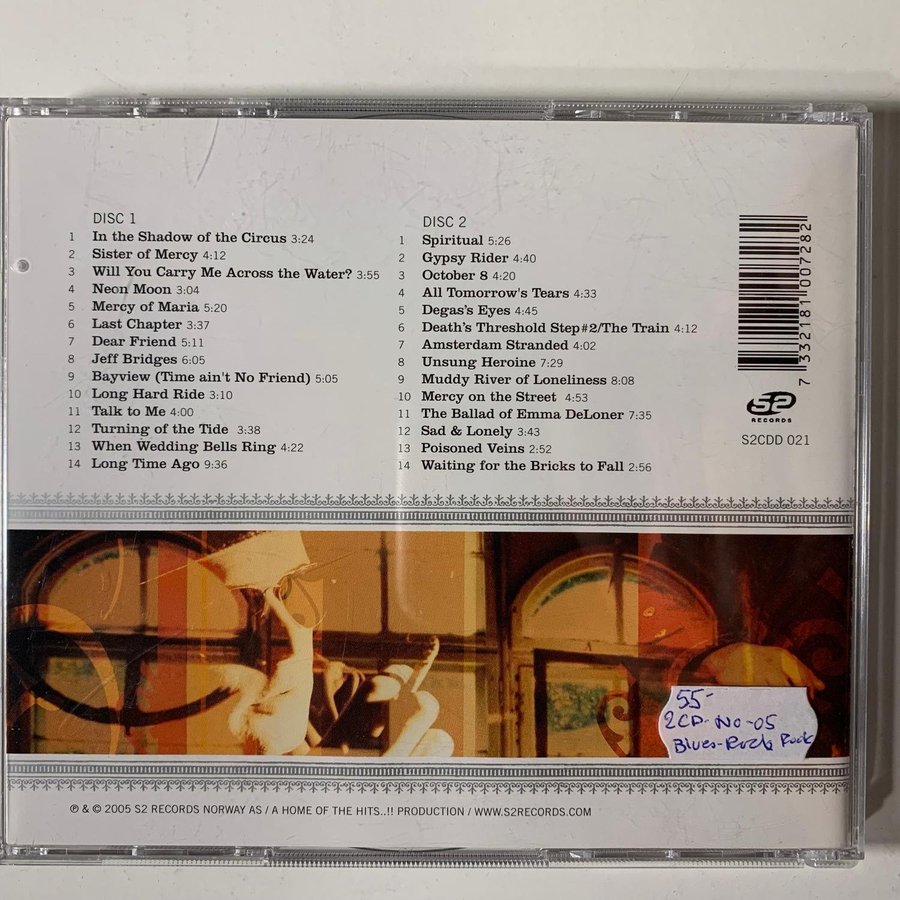 DISC 1
1 In the Shadow of the Circus 3:24
2 Sister of Mercy 4:12
3 Will You Carry Me Across the Water? 3:55
4 Neon Moon 3:04
5 Mercy of Maria 5:20
6 Last Chapter 3:37
7 Dear Friend 5:11
8 Jeff Bridges 6:05
9 Bayview (Time ain't No Friend) 5:05
10 Long Hard Ride 3:10
11 Talk to Me 4:00
12 Turning of the Tide 3:38
13 When Wedding Bells Ring 4:22
14 Long Time Ago 9:36
DISC 2
1 Spiritual 5:26
2 Gypsy Rider 4:40
3 October 8 4:20
4 All Tomorrow's Tears 4:33
5 Degas's Eyes 4:45
6 Death's Threshold Step#2/The Train 4:12
7 Amsterdam Stranded 4:02
8 Unsung Heroine 7:29
9 Muddy River of Loneliness 8:08
10 Mercy on the Street 4:53
11 The Ballad of Emma DeLoner 7:35
12 Sad & Lonely 3:43
13 Poisoned Veins 2:52
14 Waiting for the Bricks to Fall 2:56
7 332181 007282
S2
RECORDS
S2CDD 021
55-
2CD-NO-05
Blues-Rock Rock
℗ & © 2005 S2 RECORDS NORWAY AS / A HOME OF THE HITS..!! PRODUCTION / WWW.S2RECORDS.COM